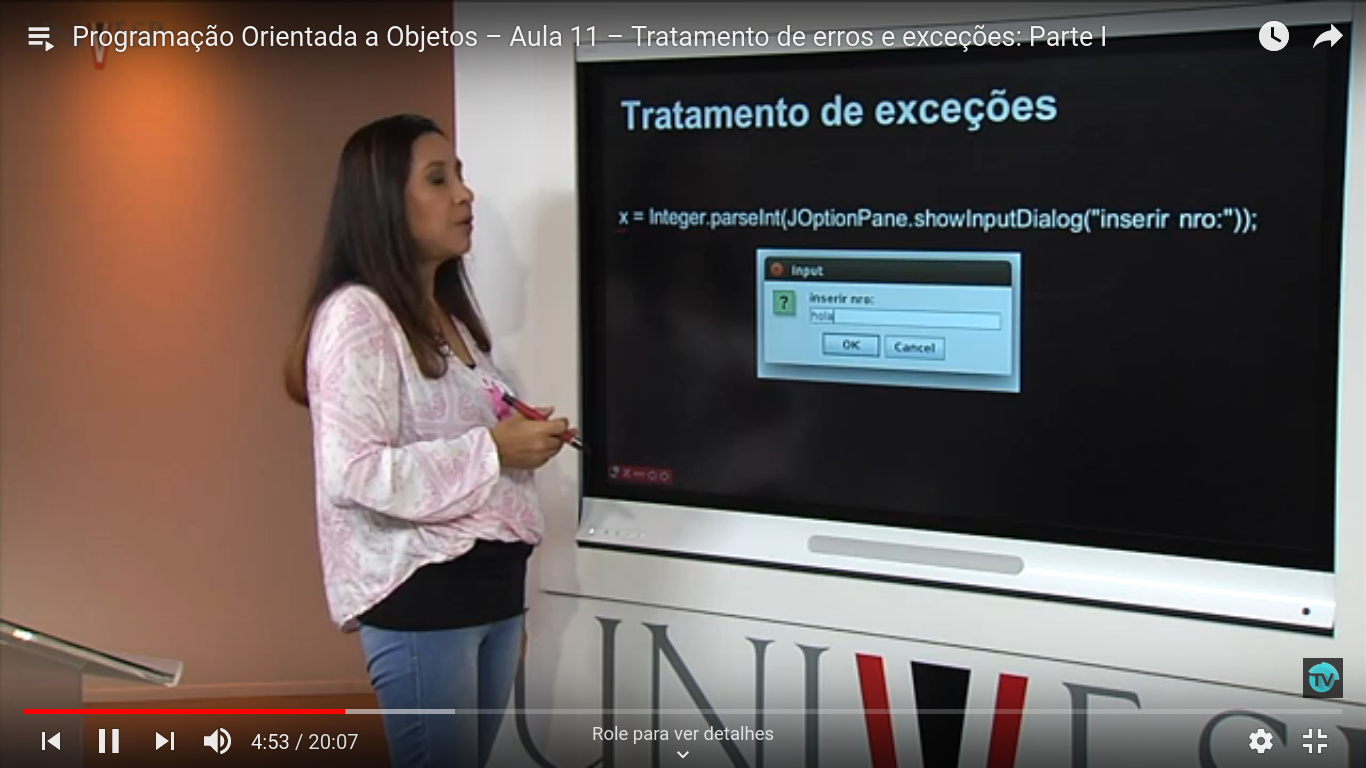 Programação Orientada a Objetos – Aula 11 – Tratamento de erros e exceções: Parte I
Tratamento de exceções
x = Integer.parseInt(JOptionPane.showInputDialog("inserir nro:"));
Input
?
inserir nro:
hola
OK
Cancel
UNIVES
TV
4:53 / 20:07
Role para ver detalhes